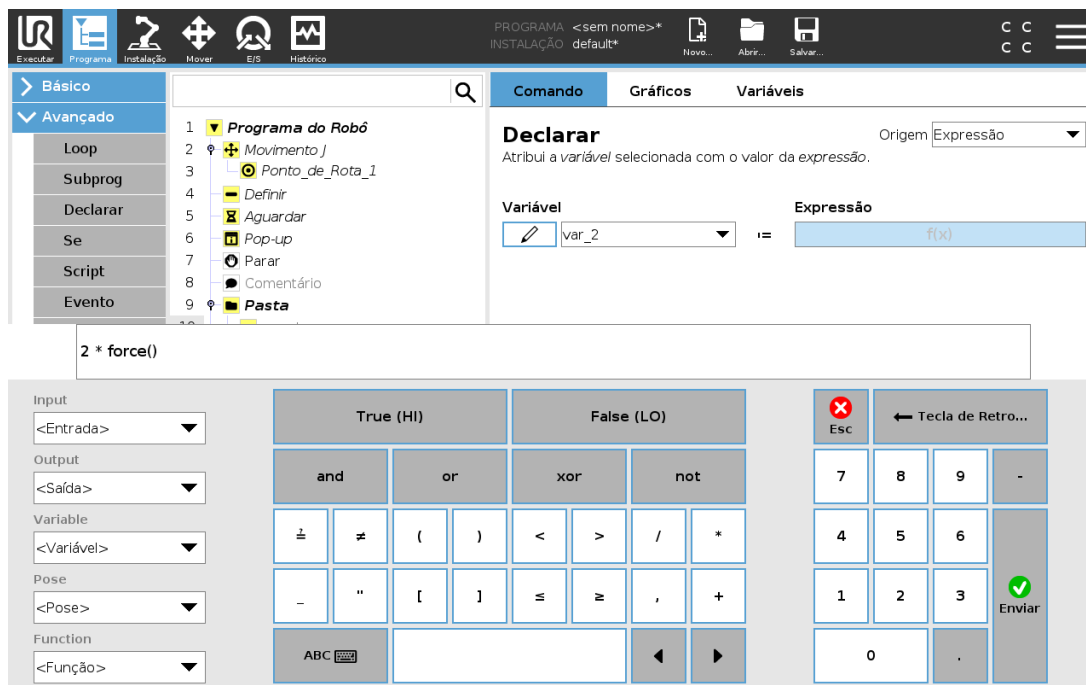 PROGRAMA <sem nome>*
INSTALAÇÃO default*
Executar Programa Instalação Mover E/S Histórico Novo... Abrir... Salvar...
C C
C C
Básico
Avançado
Loop
Subprog
Declarar
Se
Script
Evento
1 Programa do Robô
2 Movimento J
3 Ponto_de_Rota_1
4 Definir
5 Aguardar
6 Pop-up
7 Parar
8 Comentário
9 Pasta
Comando Gráficos Variáveis
Declarar
Origem Expressão
Atribui a variável selecionada com o valor da expressão.
Variável Expressão
var_2 := f(x)
2 * force()
Input
<Entrada>
Output
<Saída>
Variable
<Variável>
Pose
<Pose>
Function
<Função>
True (HI) False (LO)
and or xor not
≟ ≠ ( ) < > / *
_ " [ ] ≤ ≥ , +
ABC
Esc Tecla de Retro...
7 8 9 -
4 5 6
1 2 3 Enviar
0 .